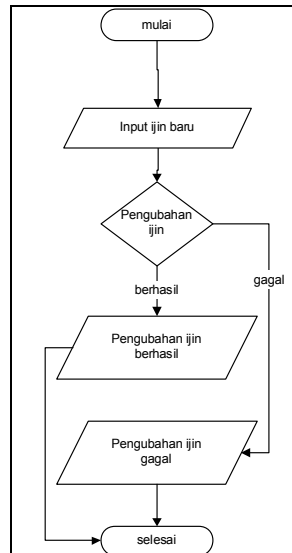 mulai
Input ijin baru
Pengubahan
ijin
berhasil
gagal
Pengubahan ijin
berhasil
Pengubahan ijin
gagal
selesai